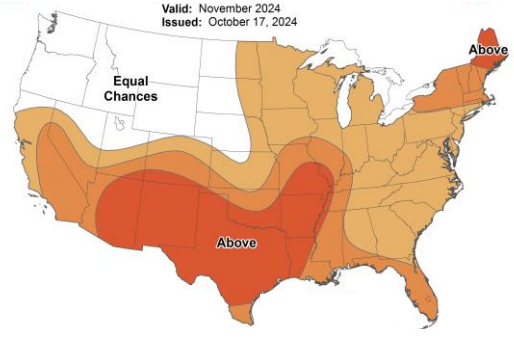 Valid: November 2024
Issued: October 17, 2024
Above
Equal
Chances
Above